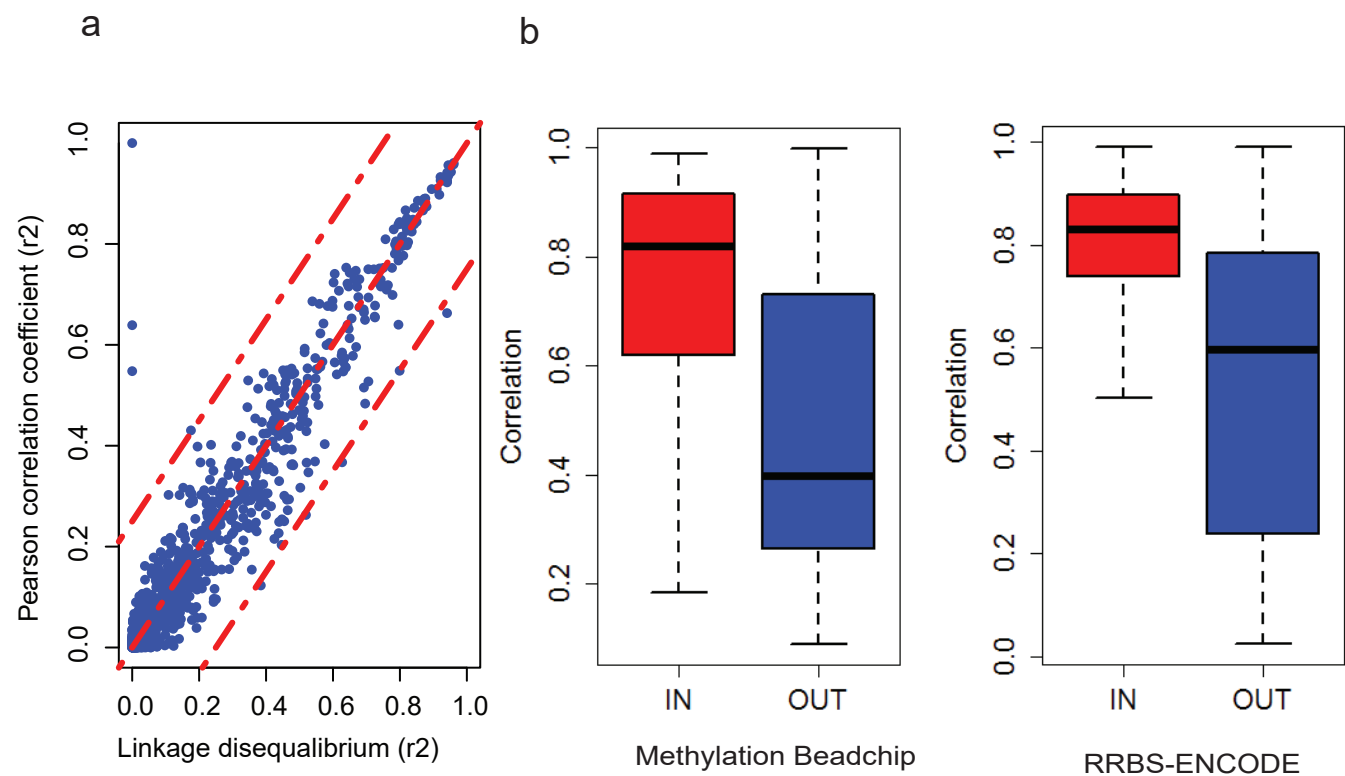 a
b
Pearson correlation coefficient (r2)
1.0
0.8
0.6
0.4
0.2
0.0
0.0 0.2 0.4 0.6 0.8 1.0
Linkage disequalibrium (r2)
Correlation
1.0
0.8
0.6
0.4
0.2
IN OUT
Methylation Beadchip
Correlation
1.0
0.8
0.6
0.4
0.2
0.0
IN OUT
RRBS-ENCODE